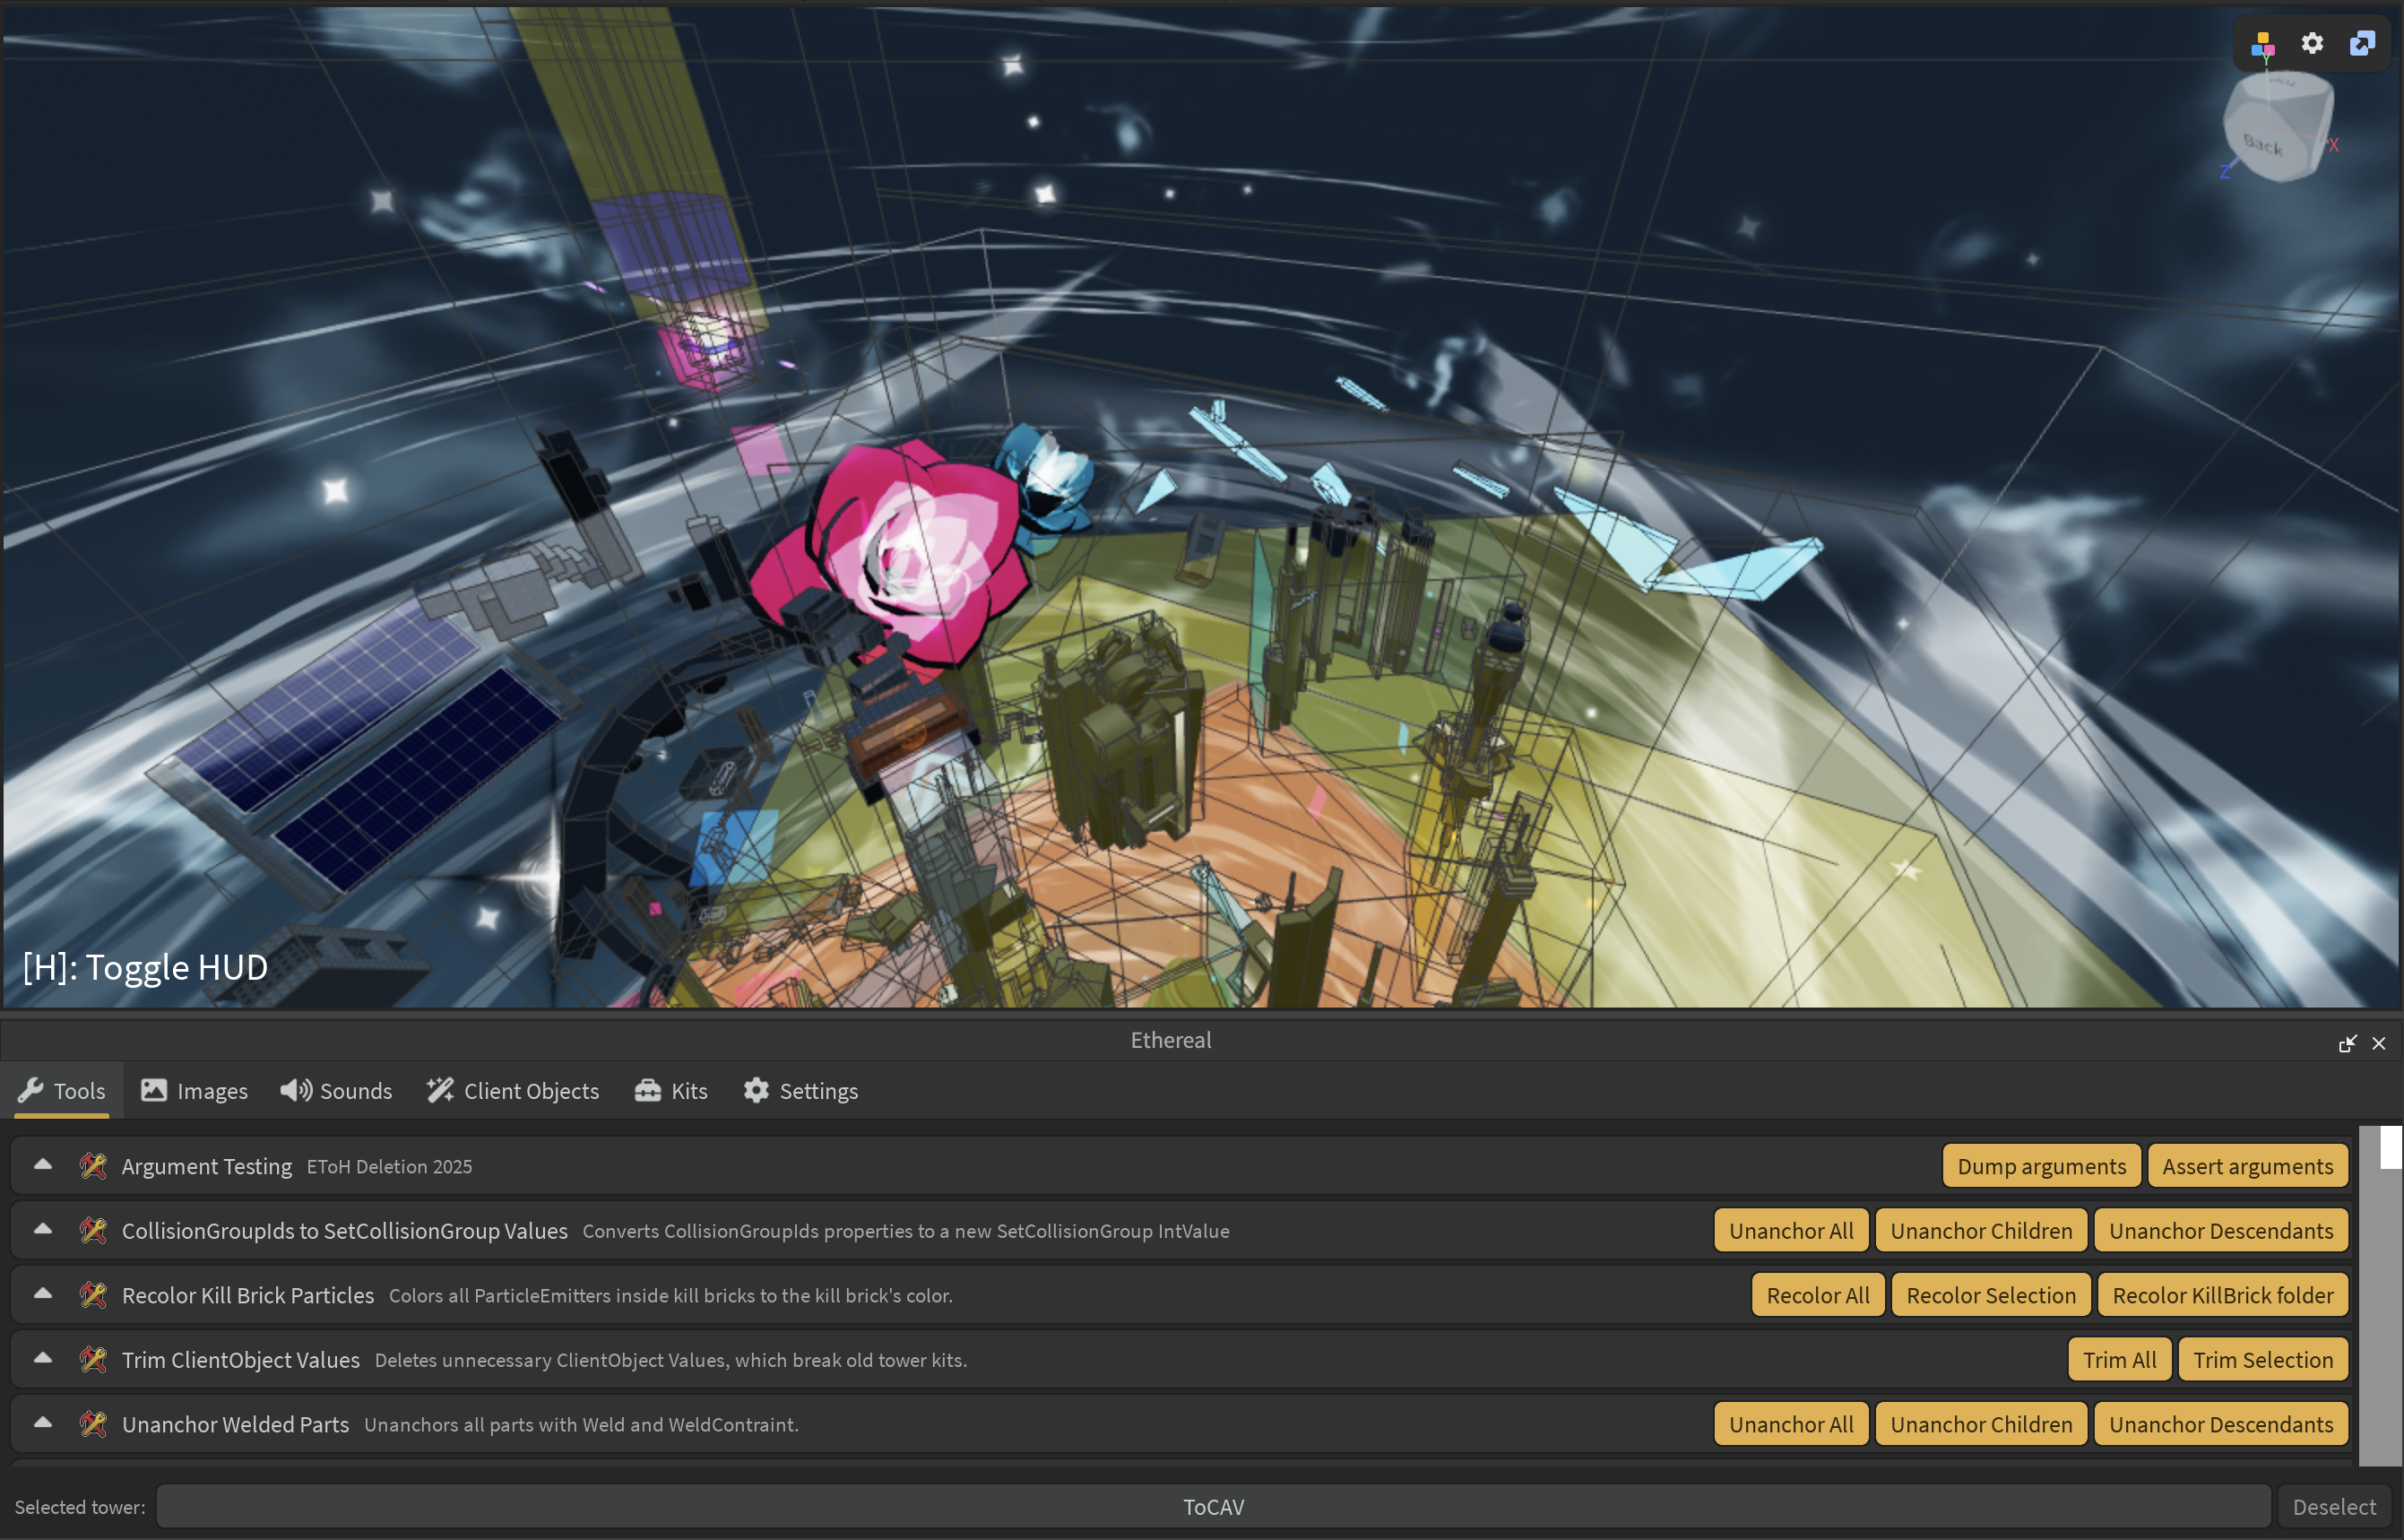 Y
Back
X
Z
[H]: Toggle HUD
Ethereal
Tools Images Sounds Client Objects Kits Settings
Argument Testing EToH Deletion 2025 Dump arguments Assert arguments
CollisionGroupIds to SetCollisionGroup Values Converts CollisionGroupIds properties to a new SetCollisionGroup IntValue Unanchor All Unanchor Children Unanchor Descendants
Recolor Kill Brick Particles Colors all ParticleEmitters inside kill bricks to the kill brick's color. Recolor All Recolor Selection Recolor KillBrick folder
Trim ClientObject Values Deletes unnecessary ClientObject Values, which break old tower kits. Trim All Trim Selection
Unanchor Welded Parts Unanchors all parts with Weld and WeldContraint. Unanchor All Unanchor Children Unanchor Descendants
Selected tower: ToCAV Deselect